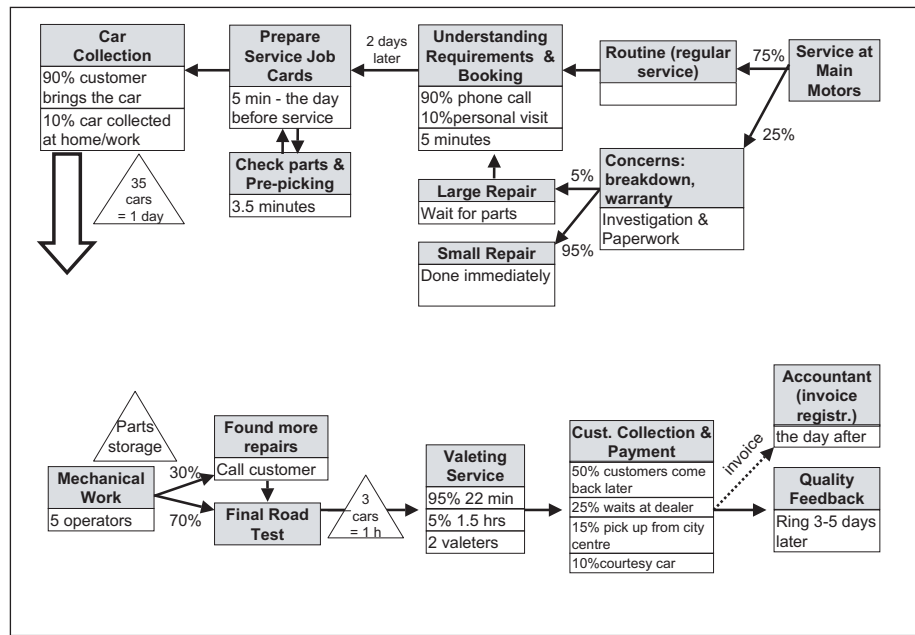 Car
Collection
90% customer
brings the car
10% car collected
at home/work
35
cars
= 1 day
Prepare
Service Job
Cards
5 min - the day
before service
Check parts &
Pre-picking
3.5 minutes
2 days
later
Understanding
Requirements & 
Booking
90% phone call
10%personal visit
5 minutes
Large Repair
Wait for parts
Small Repair
Done immediately
Routine (regular
service)
75%
Service at
Main
Motors
25%
Concerns:
breakdown,
warranty
Investigation &
Paperwork
5%
95%
Parts
storage
Mechanical
Work
5 operators
30%
70%
Found more
repairs
Call customer
Final Road
Test
3
cars
= 1 h
Valeting
Service
95% 22 min
5% 1.5 hrs
2 valeters
Cust. Collection &
Payment
50% customers come
back later
25% waits at dealer
15% pick up from city
centre
10%courtesy car
invoice
Accountant
(invoice
registr.)
the day after
Quality
Feedback
Ring 3-5 days
later